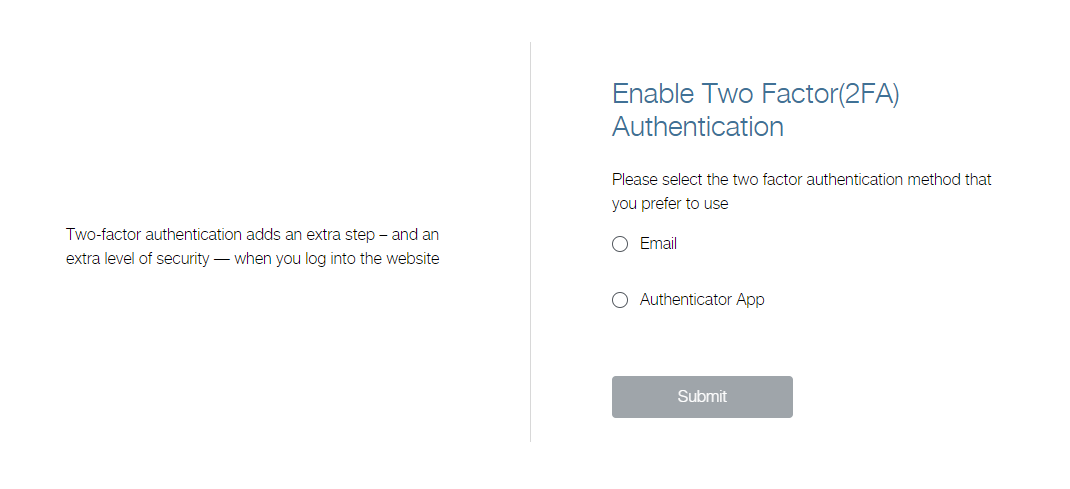 Two-factor authentication adds an extra step – and an
extra level of security — when you log into the website
Enable Two Factor(2FA)
Authentication
Please select the two factor authentication method that
you prefer to use
Email
Authenticator App
Submit